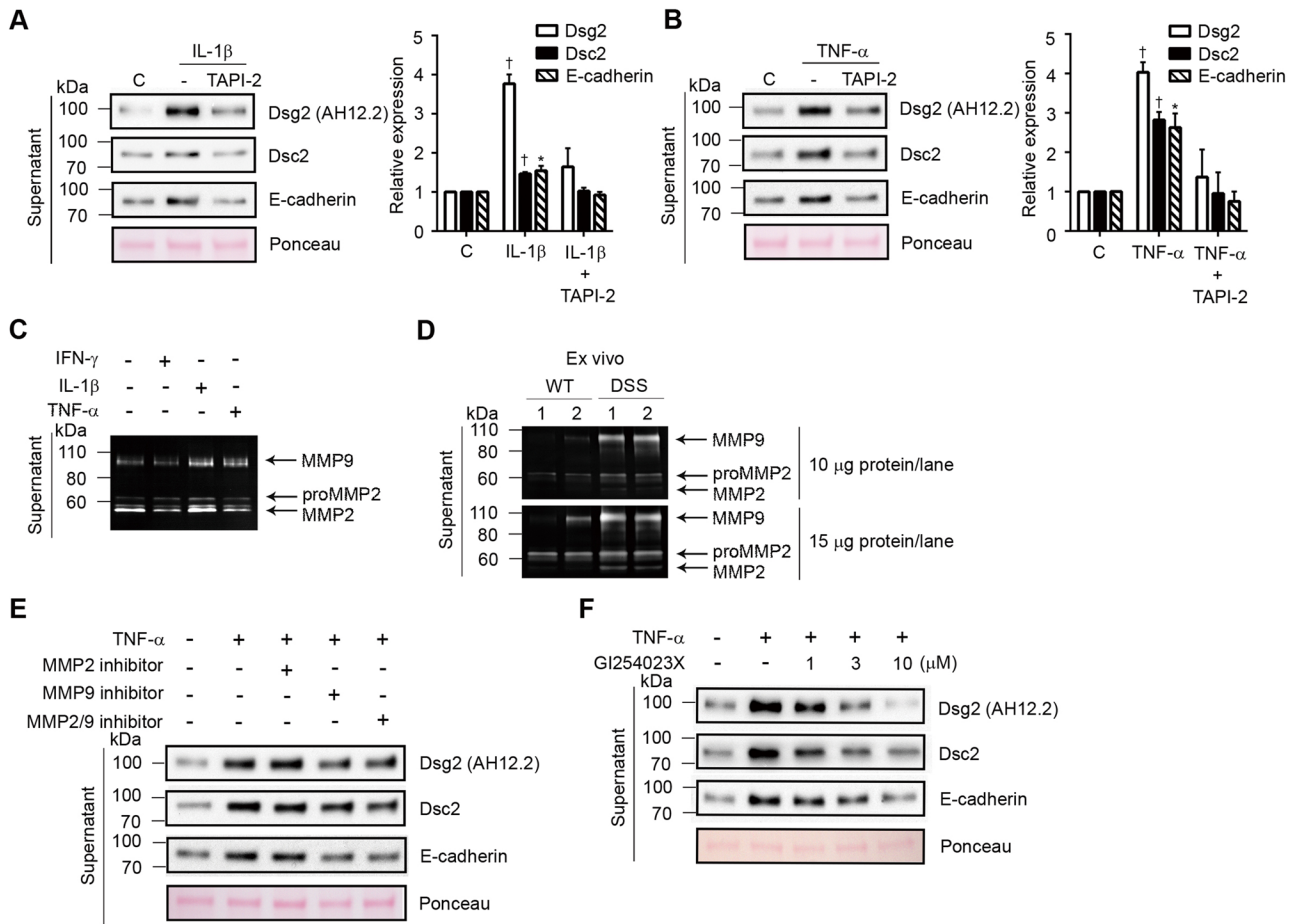 A
IL-1β
kDa
C - TAPI-2
100
Dsg2 (AH12.2)
100
70
Dsc2
100
70
E-cadherin
Ponceau
Supernatant
Relative expression
5
4
3
2
1
0
Dsg2
Dsc2
E-cadherin
†
† *
C
IL-1β
IL-1β
+
TAPI-2
B
TNF-α
kDa
C - TAPI-2
100
Dsg2 (AH12.2)
100
70
Dsc2
100
70
E-cadherin
Ponceau
Supernatant
Relative expression
5
4
3
2
1
0
Dsg2
Dsc2
E-cadherin
†
†
*
C
TNF-α
TNF-α
+
TAPI-2
C
IFN-γ - + - -
IL-1β - - + -
TNF-α - - - +
kDa
110
80
60
MMP9
proMMP2
MMP2
Supernatant
D
Ex vivo
WT DSS
kDa 1 2 1 2
110
80
60
MMP9
proMMP2
MMP2
10 μg protein/lane
110
80
60
MMP9
proMMP2
MMP2
15 μg protein/lane
Supernatant
E
TNF-α - + + + +
MMP2 inhibitor - - + - -
MMP9 inhibitor - - - + -
MMP2/9 inhibitor - - - - +
kDa
100
Dsg2 (AH12.2)
100
70
Dsc2
100
70
E-cadherin
Ponceau
Supernatant
F
TNF-α - + + + +
GI254023X - - 1 3 10 (μM)
kDa
100
Dsg2 (AH12.2)
100
70
Dsc2
100
70
E-cadherin
Ponceau
Supernatant